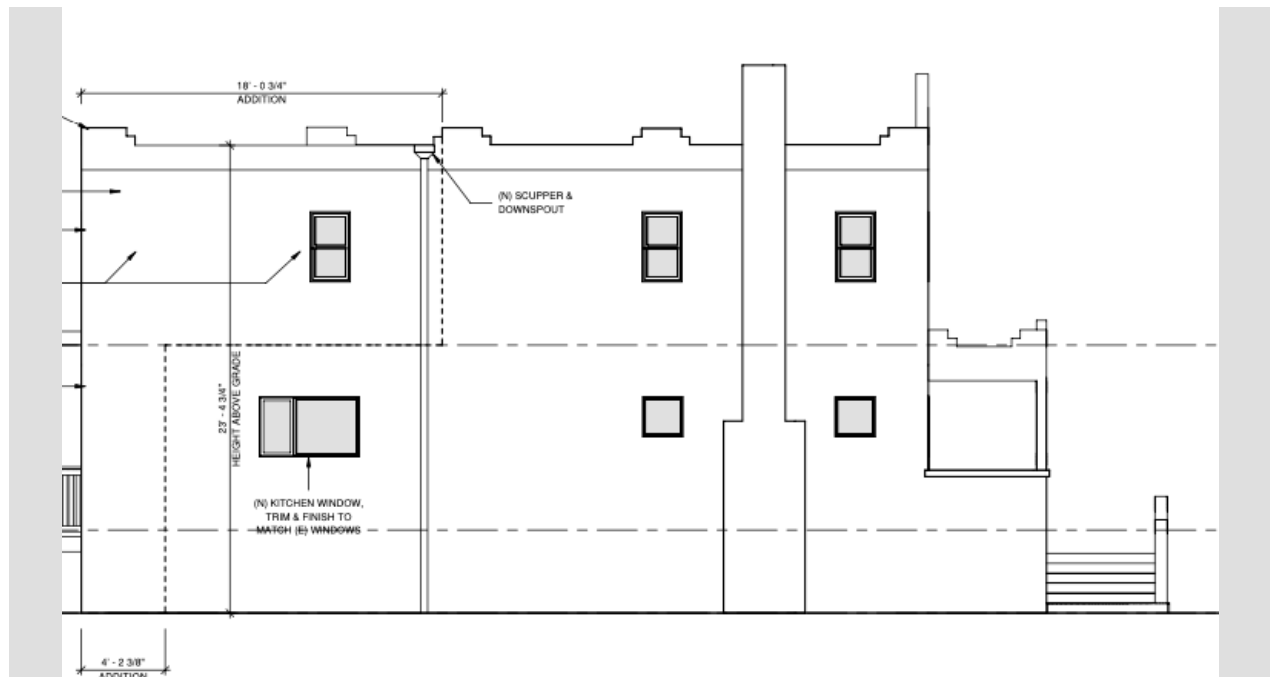 18' - 0 3/4"
ADDITION
(N) SCUPPER &
DOWNSPOUT
23' - 4 3/4"
HEIGHT ABOVE GRADE
(N) KITCHEN WINDOW,
TRIM & FINISH TO
MATCH (E) WINDOWS
4' - 2 3/8"
ADDITION